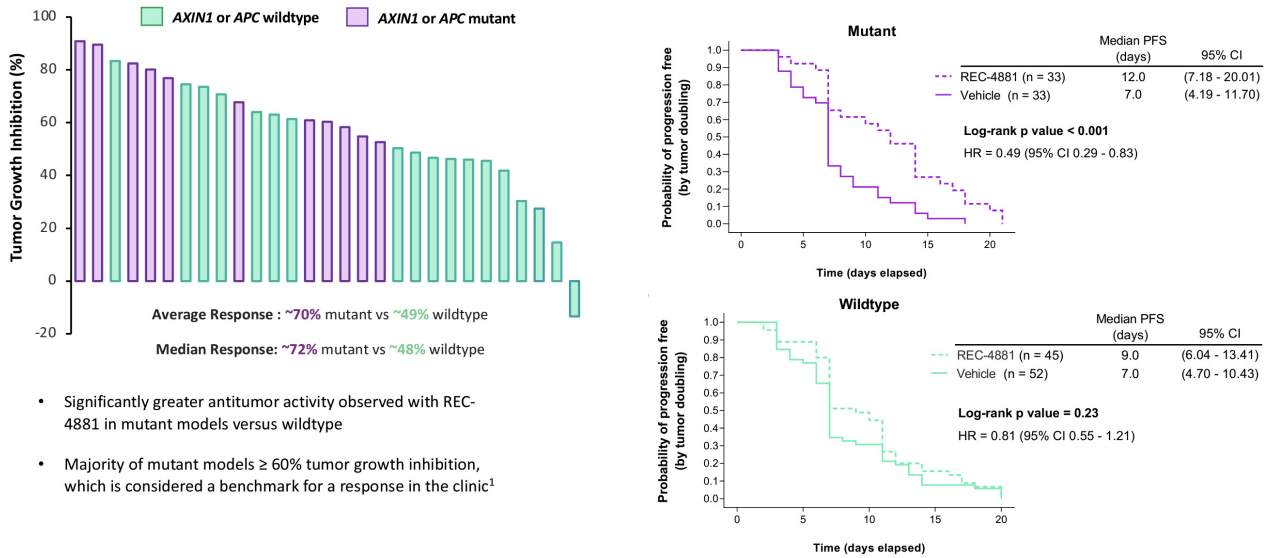 AXIN1 or APC wildtype
AXIN1 or APC mutant
Tumor Growth Inhibition (%)
100
80
60
40
20
0
-20
Average Response : ~70% mutant vs ~49% wildtype
Median Response: ~72% mutant vs ~48% wildtype
• Significantly greater antitumor activity observed with REC-
4881 in mutant models versus wildtype
• Majority of mutant models ≥ 60% tumor growth inhibition,
which is considered a benchmark for a response in the clinic¹
Mutant
Probability of progression free
(by tumor doubling)
1.0
0.9
0.8
0.7
0.6
0.5
0.4
0.3
0.2
0.1
0.0
0 5 10 15 20
Time (days elapsed)
Median PFS
(days) 95% CI
REC-4881 (n = 33) 12.0 (7.18 - 20.01)
Vehicle (n = 33) 7.0 (4.19 - 11.70)
Log-rank p value < 0.001
HR = 0.49 (95% CI 0.29 - 0.83)
Wildtype
Probability of progression free
(by tumor doubling)
1.0
0.9
0.8
0.7
0.6
0.5
0.4
0.3
0.2
0.1
0.0
0 5 10 15 20
Time (days elapsed)
Median PFS
(days) 95% CI
REC-4881 (n = 45) 9.0 (6.04 - 13.41)
Vehicle (n = 52) 7.0 (4.70 - 10.43)
Log-rank p value = 0.23
HR = 0.81 (95% CI 0.55 - 1.21)